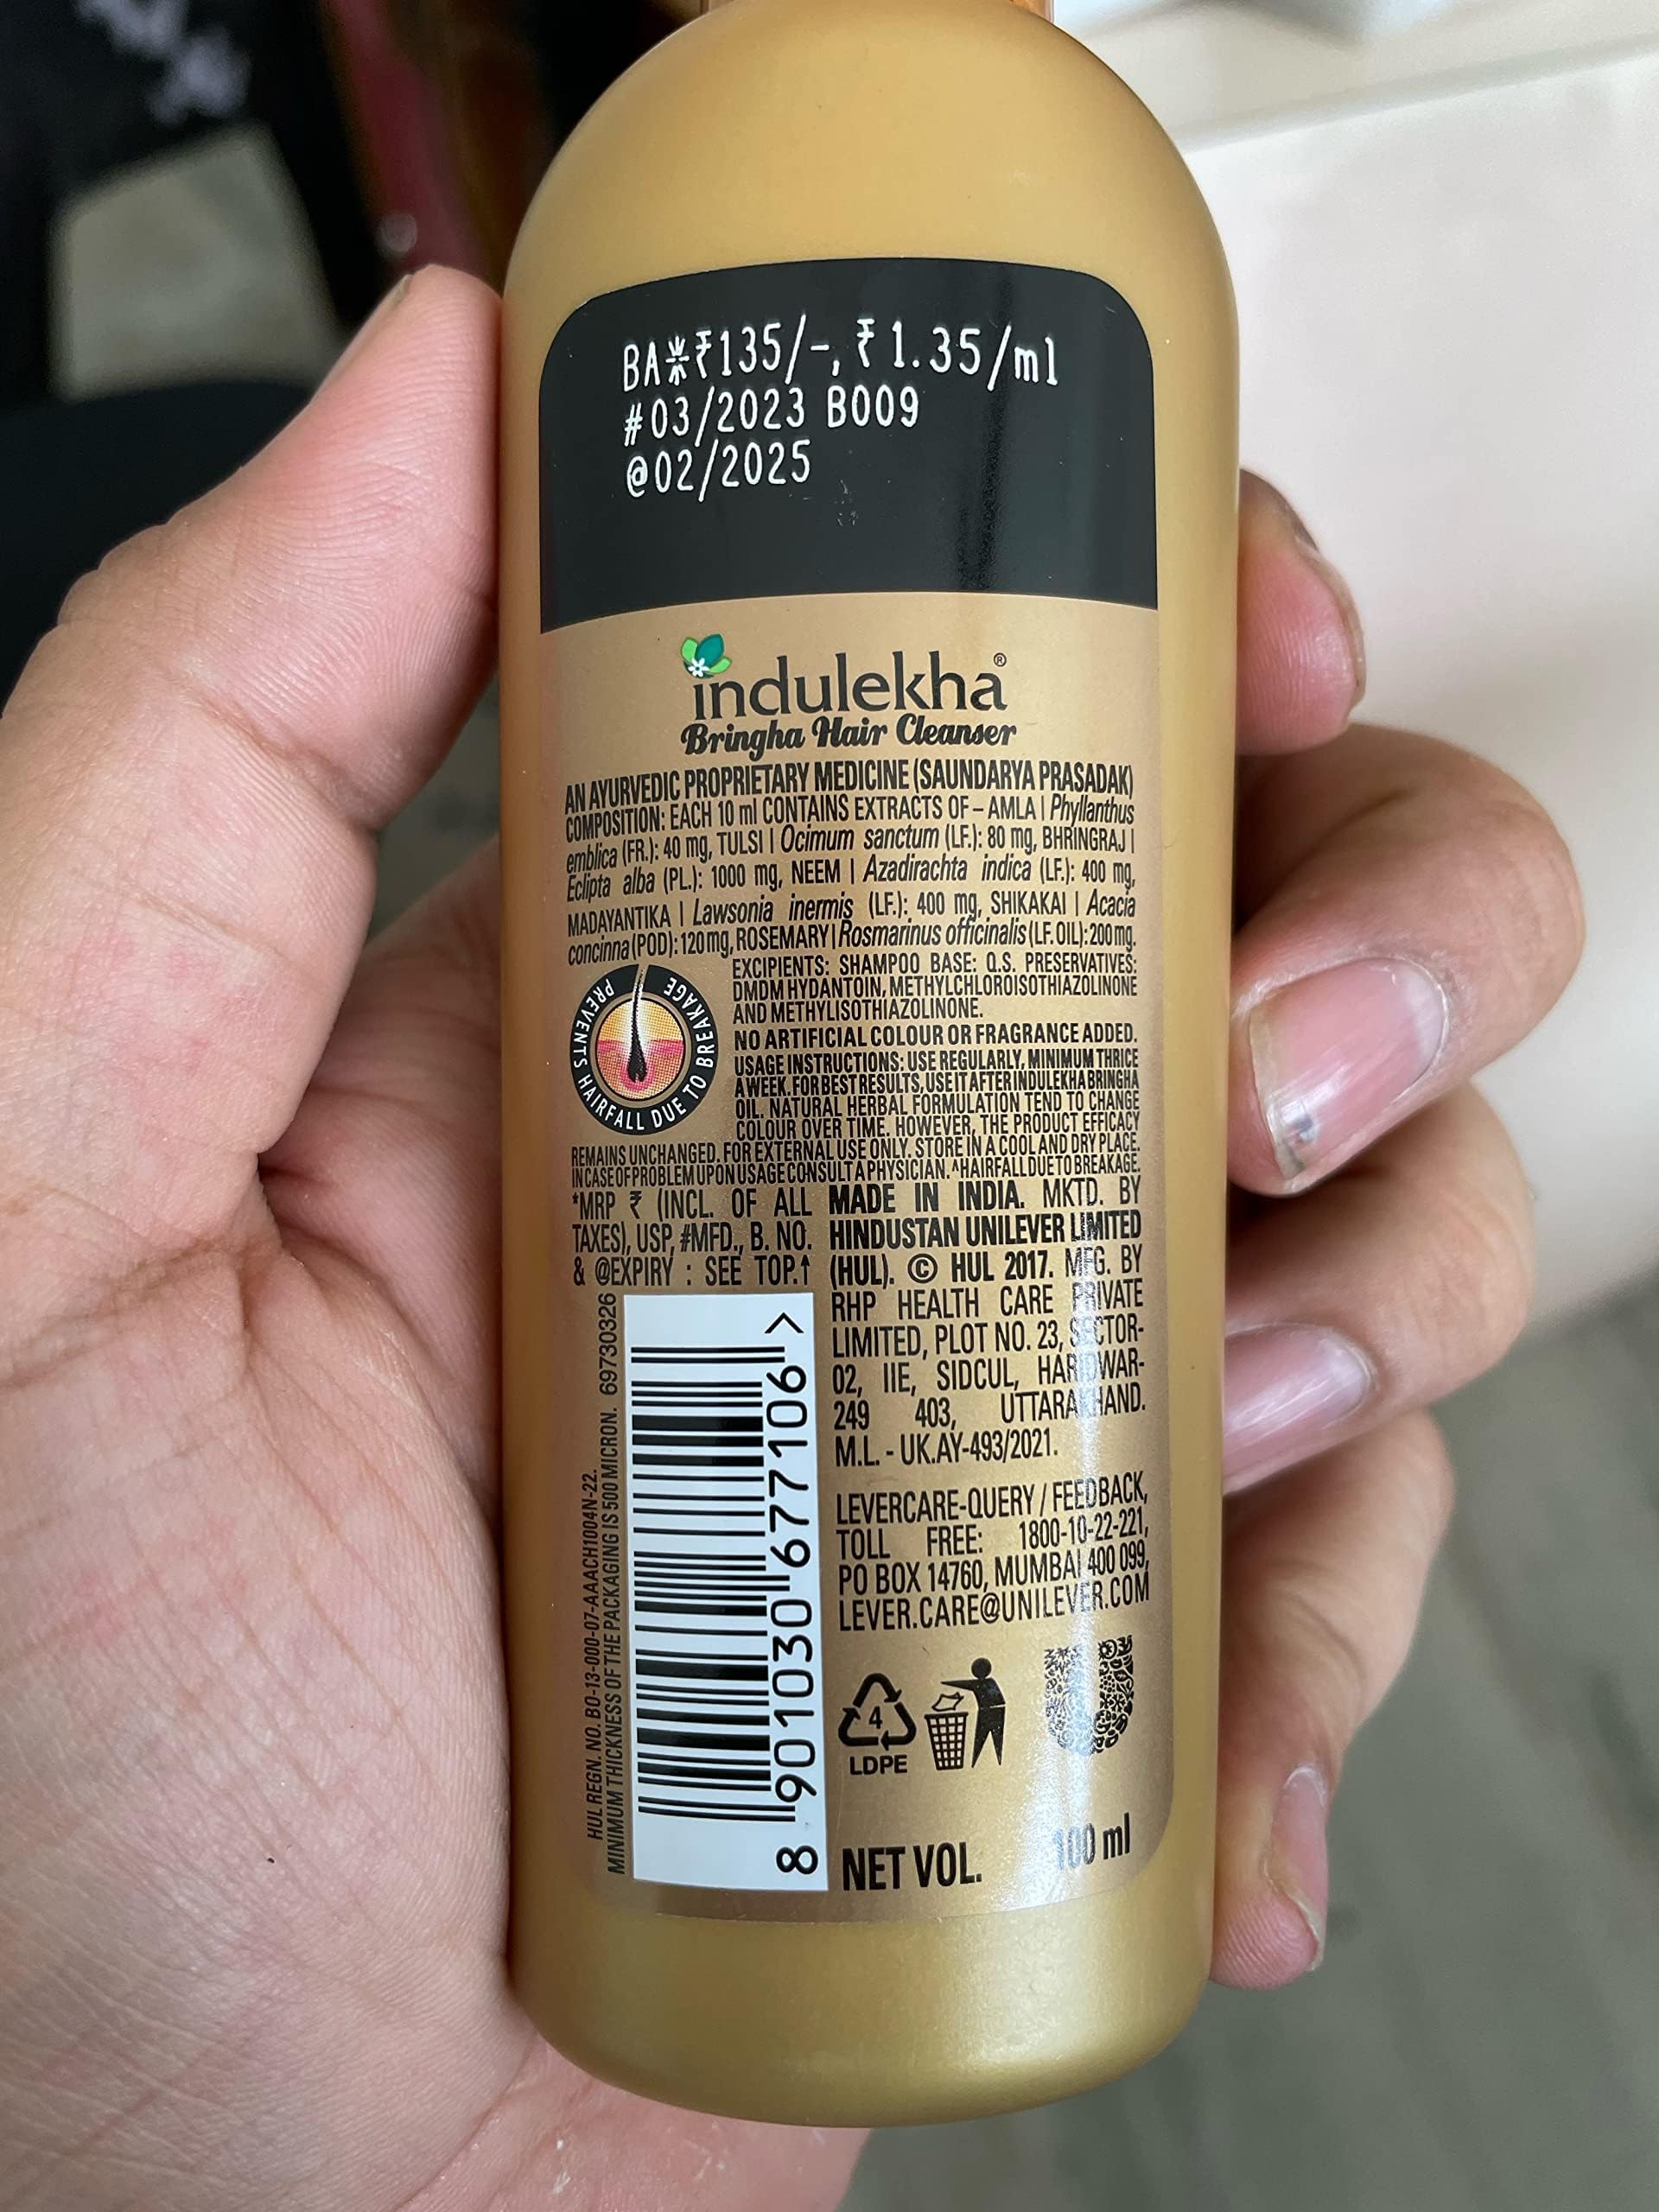 BA*₹135/-, ₹1.35/ml
#03/2023 B009
@02/2025
indulekha®
Bringha Hair Cleanser
AN AYURVEDIC PROPRIETARY MEDICINE (SAUNDARYA PRASADAK)
COMPOSITION: EACH 10 ml CONTAINS EXTRACTS OF – AMLA | Phyllanthus
emblica (FR.): 40 mg, TULSI | Ocimum sanctum (LF.): 80 mg, BHRINGRAJ |
Eclipta alba (PL.): 1000 mg, NEEM | Azadirachta indica (LF.): 400 mg,
MADAYANTIKA | Lawsonia inermis (LF.): 400 mg, SHIKAKAI | Acacia
concinna (POD): 120 mg, ROSEMARY | Rosmarinus officinalis (LF. OIL): 200 mg.
PREVENTS HAIRFALL DUE TO BREAKAGE
EXCIPIENTS: SHAMPOO BASE: Q.S. PRESERVATIVES:
DMDM HYDANTOIN, METHYLCHLOROISOTHIAZOLINONE
AND METHYLISOTHIAZOLINONE.
NO ARTIFICIAL COLOUR OR FRAGRANCE ADDED.
USAGE INSTRUCTIONS: USE REGULARLY, MINIMUM THRICE
A WEEK. FOR BEST RESULTS, USE IT AFTER INDULEKHA BRINGHA
OIL. NATURAL HERBAL FORMULATION TEND TO CHANGE
COLOUR OVER TIME. HOWEVER, THE PRODUCT EFFICACY
REMAINS UNCHANGED. FOR EXTERNAL USE ONLY. STORE IN A COOL AND DRY PLACE.
IN CASE OF PROBLEM UPON USAGE CONSULT A PHYSICIAN. ^HAIRFALL DUE TO BREAKAGE.
*MRP ₹ (INCL. OF ALL
TAXES), USP, #MFD., B. NO.
& @EXPIRY : SEE TOP.↑
MADE IN INDIA. MKTD. BY
HINDUSTAN UNILEVER LIMITED
(HUL). © HUL 2017. MFG. BY
RHP HEALTH CARE PRIVATE
LIMITED, PLOT NO. 23, SECTOR-
02, IIE, SIDCUL, HARIDWAR-
249 403, UTTARAKHAND.
M.L. - UK.AY-493/2021.
LEVERCARE-QUERY / FEEDBACK,
TOLL FREE: 1800-10-22-221,
PO BOX 14760, MUMBAI 400 099,
LEVER.CARE@UNILEVER.COM
HUL REGN. NO. BO-13-000-07-AAACH1004N-22.
MINIMUM THICKNESS OF THE PACKAGING IS 500 MICRON. 69730326
8 901030 677106 >
4
LDPE
NET VOL. 100 ml